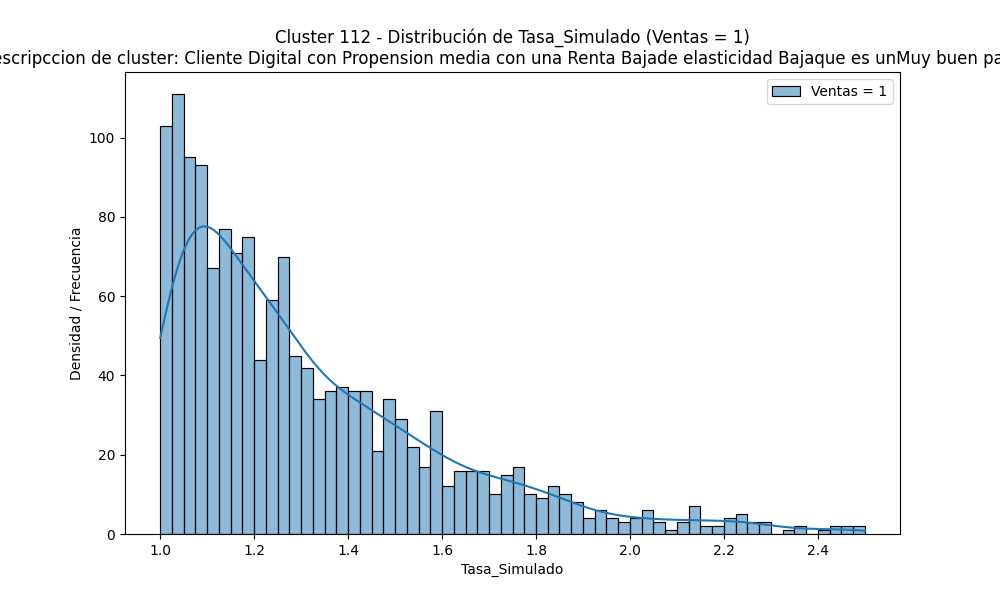 Cluster 112 - Distribución de Tasa_Simulado (Ventas = 1)
escripccion de cluster: Cliente Digital con Propension media con una Renta Bajade elasticidad Bajaque es unMuy buen pa
Ventas = 1
Densidad / Frecuencia
100
80
60
40
20
0
1.0 1.2 1.4 1.6 1.8 2.0 2.2 2.4
Tasa_Simulado